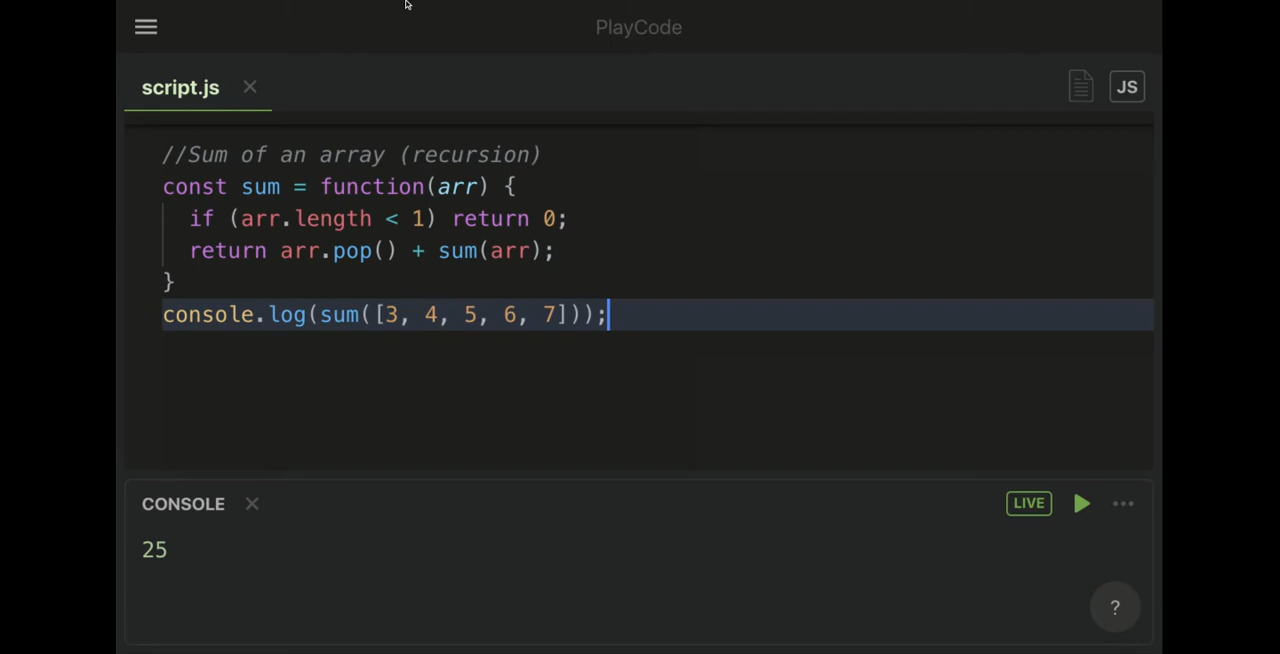 PlayCode
script.js
JS
//Sum of an array (recursion)
const sum = function(arr) {
  if (arr.length < 1) return 0;
  return arr.pop() + sum(arr);
}
console.log(sum([3, 4, 5, 6, 7]));
CONSOLE
LIVE
25
?